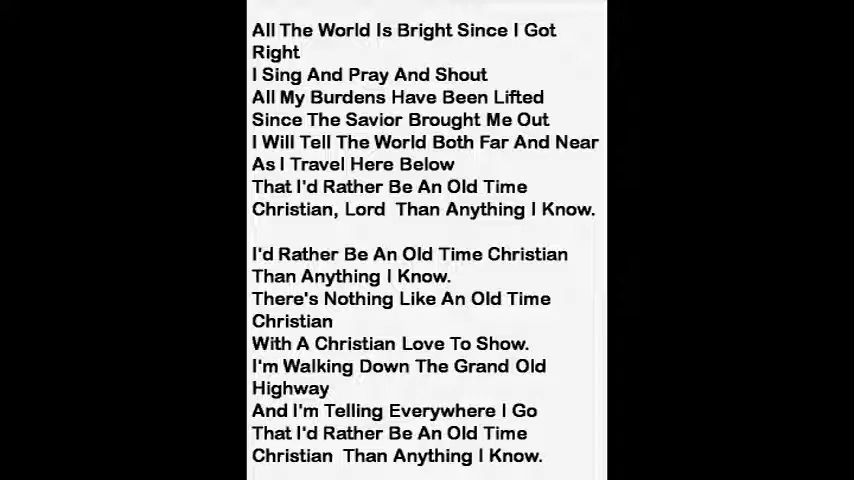 All The World Is Bright Since I Got
Right
I Sing And Pray And Shout
All My Burdens Have Been Lifted
Since The Savior Brought Me Out
I Will Tell The World Both Far And Near
As I Travel Here Below
That I'd Rather Be An Old Time
Christian, Lord  Than Anything I Know.

I'd Rather Be An Old Time Christian
Than Anything I Know.
There's Nothing Like An Old Time
Christian
With A Christian Love To Show.
I'm Walking Down The Grand Old
Highway
And I'm Telling Everywhere I Go
That I'd Rather Be An Old Time
Christian  Than Anything I Know.